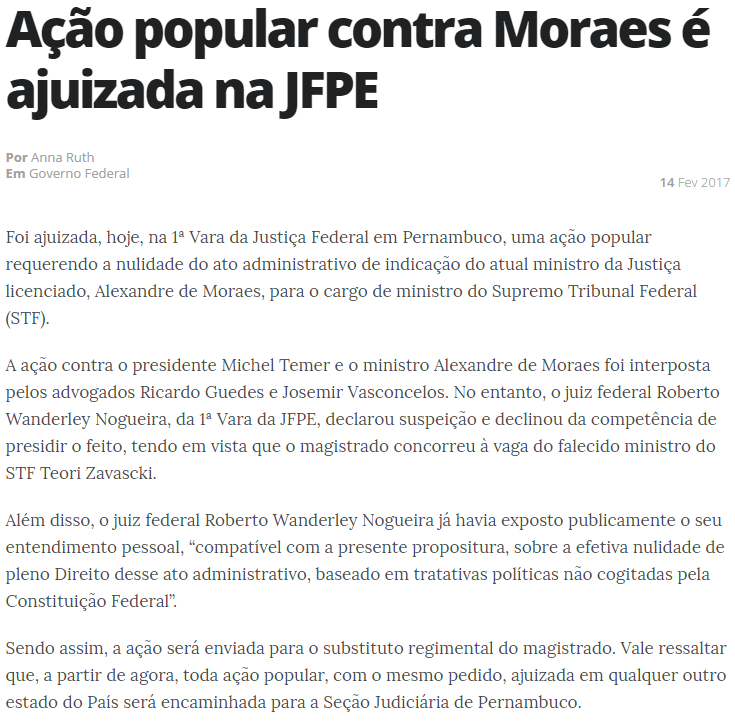 Ação popular contra Moraes é
ajuizada na JFPE
Por Anna Ruth
Em Governo Federal
14 Fev 2017
Foi ajuizada, hoje, na 1ª Vara da Justiça Federal em Pernambuco, uma ação popular
requerendo a nulidade do ato administrativo de indicação do atual ministro da Justiça
licenciado, Alexandre de Moraes, para o cargo de ministro do Supremo Tribunal Federal
(STF).
A ação contra o presidente Michel Temer e o ministro Alexandre de Moraes foi interposta
pelos advogados Ricardo Guedes e Josemir Vasconcelos. No entanto, o juiz federal Roberto
Wanderley Nogueira, da 1ª Vara da JFPE, declarou suspeição e declinou da competência de
presidir o feito, tendo em vista que o magistrado concorreu à vaga do falecido ministro do
STF Teori Zavascki.
Além disso, o juiz federal Roberto Wanderley Nogueira já havia exposto publicamente o seu
entendimento pessoal, “compatível com a presente propositura, sobre a efetiva nulidade de
pleno Direito desse ato administrativo, baseado em tratativas políticas não cogitadas pela
Constituição Federal”.
Sendo assim, a ação será enviada para o substituto regimental do magistrado. Vale ressaltar
que, a partir de agora, toda ação popular, com o mesmo pedido, ajuizada em qualquer outro
estado do País será encaminhada para a Seção Judiciária de Pernambuco.